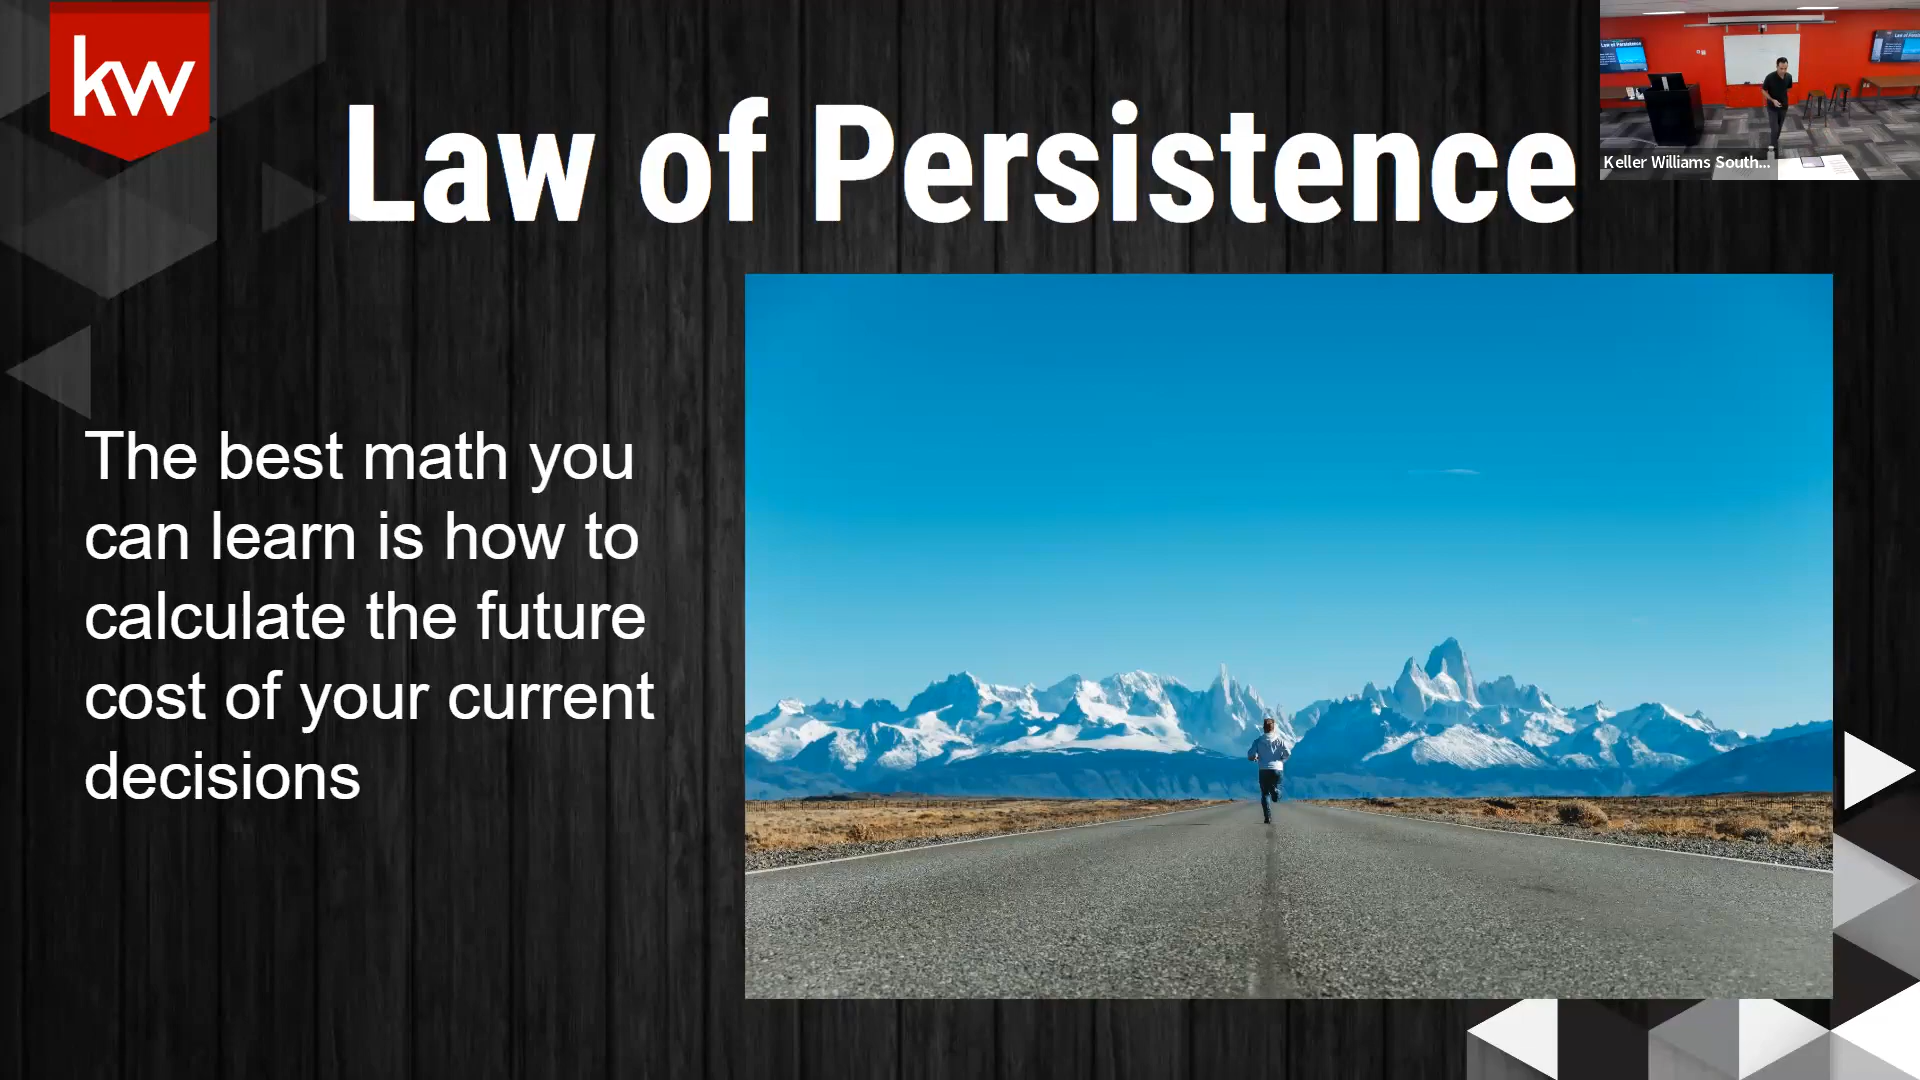 kw
Law of Persistence
Keller Williams South...
The best math you
can learn is how to
calculate the future
cost of your current
decisions